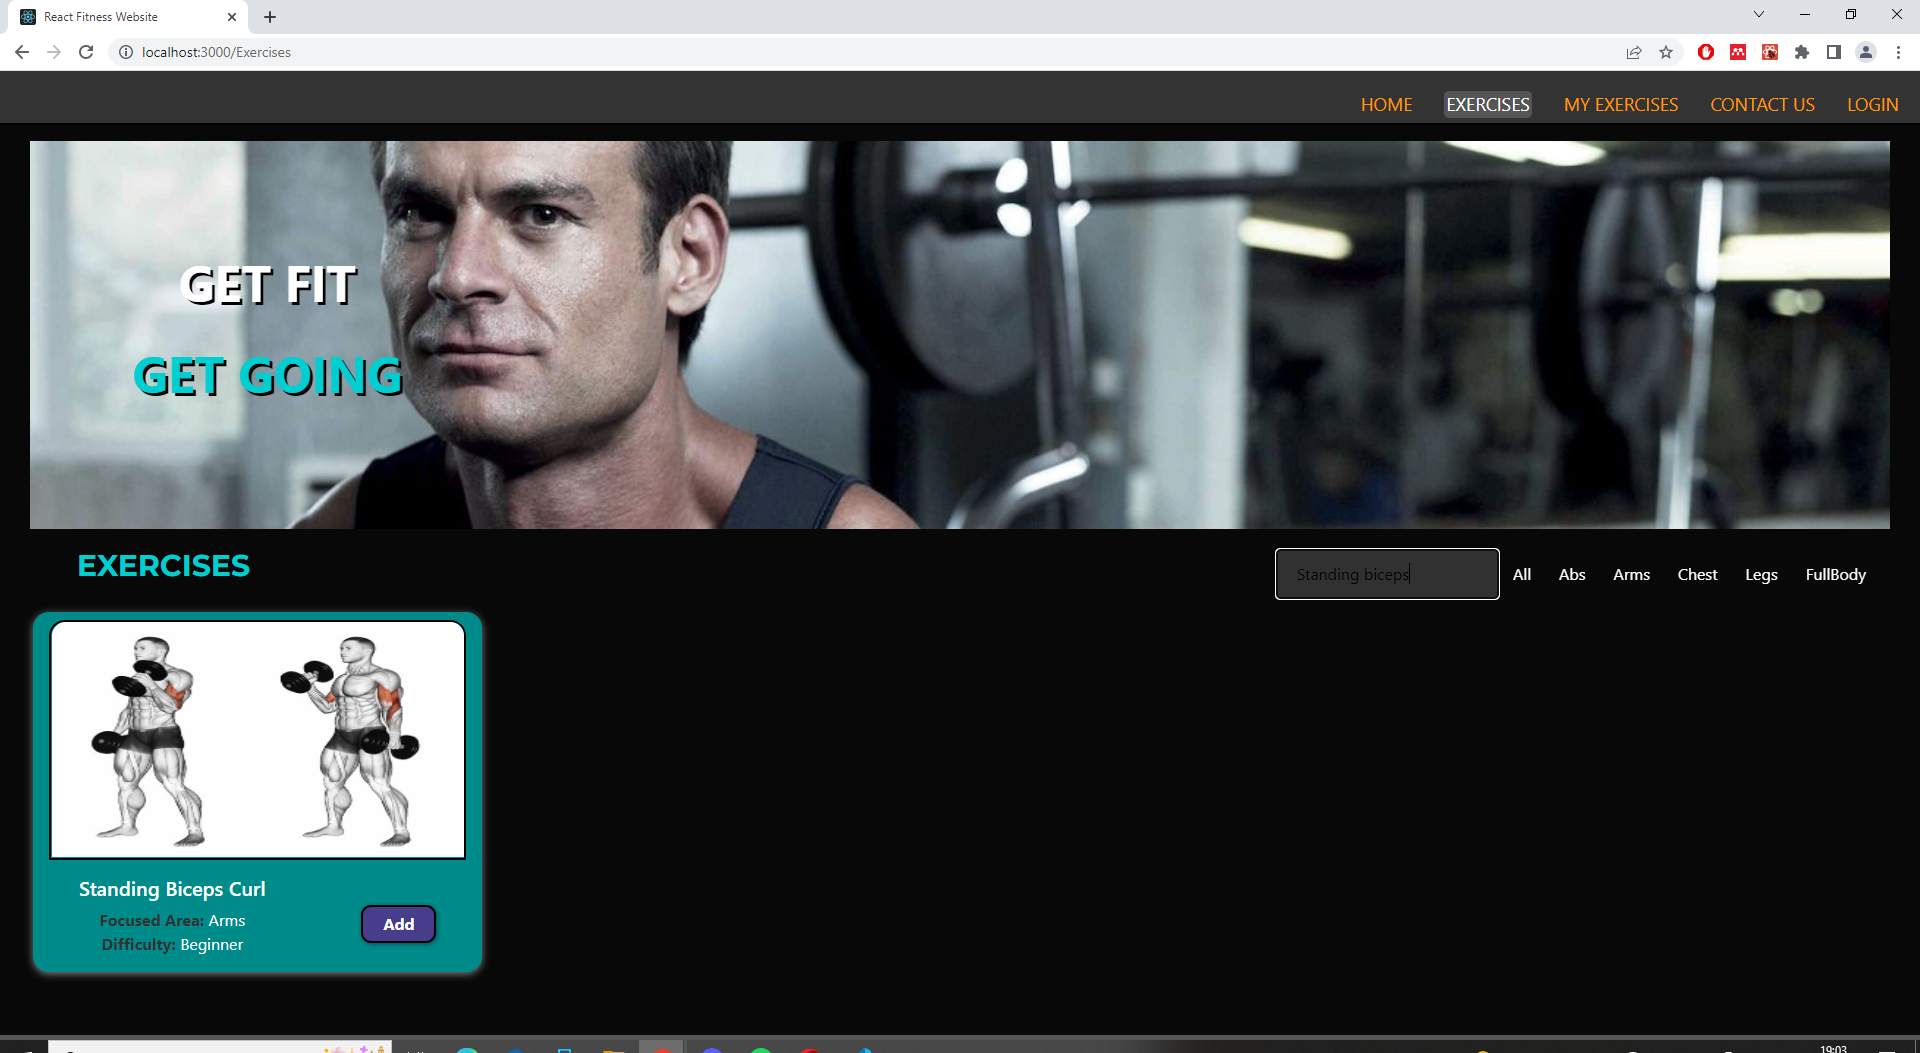 React Fitness Website
localhost:3000/Exercises
HOME EXERCISES MY EXERCISES CONTACT US LOGIN
GET FIT
GET GOING
EXERCISES
Standing biceps All Abs Arms Chest Legs FullBody
Standing Biceps Curl
Focused Area: Arms
Difficulty: Beginner
Add
19:03